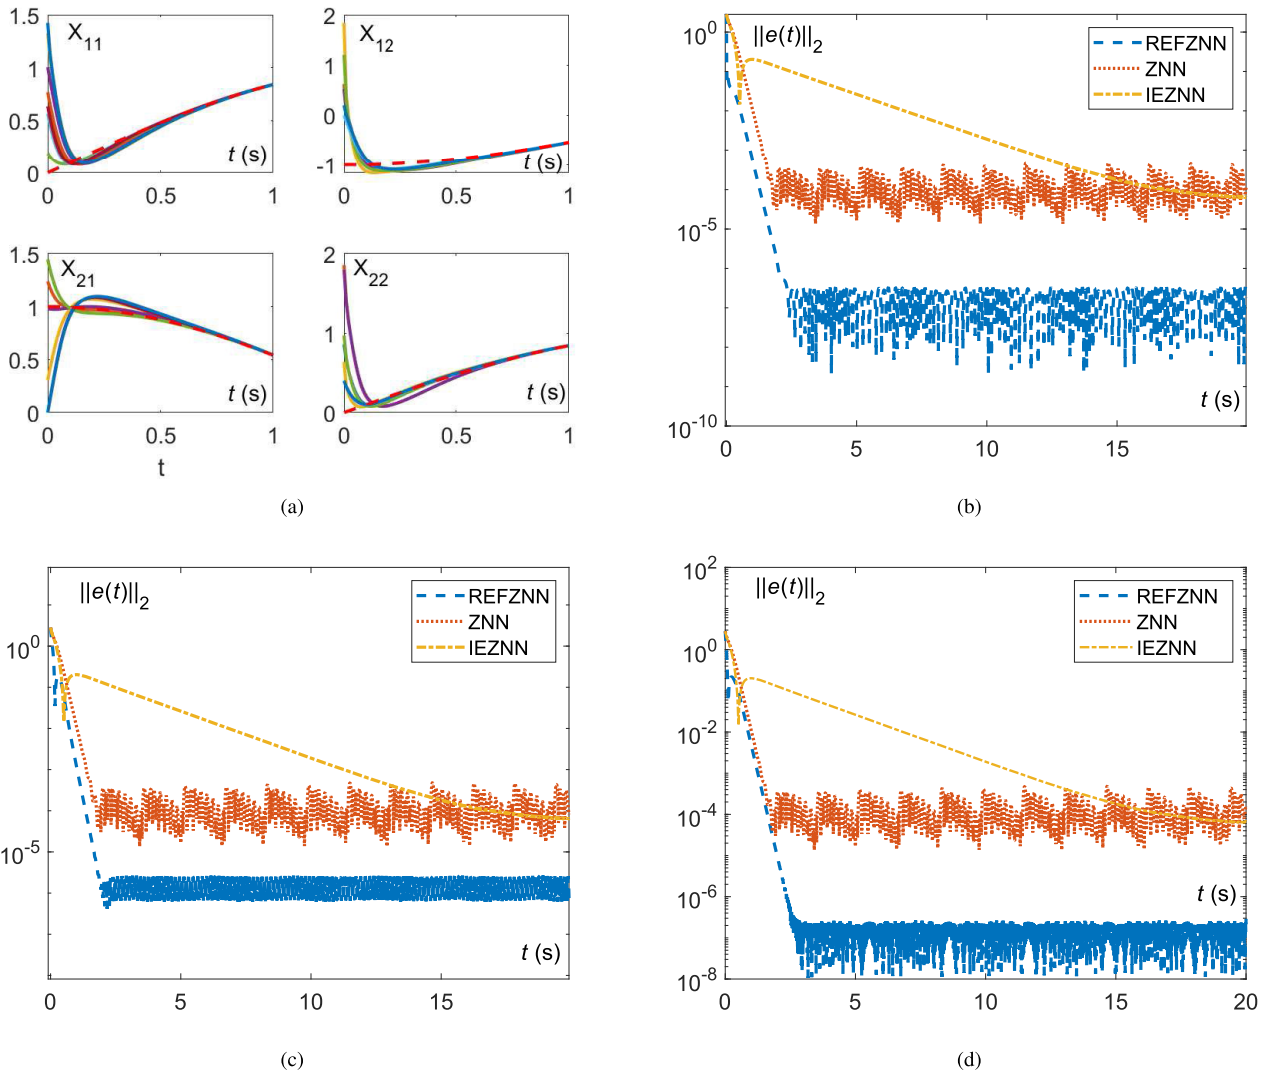 1.5
1
0.5
0
X11
t (s)
0
0.5
1
2
1
0
-1
X12
t (s)
0
0.5
1
1.5
1
0.5
0
X21
t (s)
0
0.5
1
t
2
1
0
X22
t (s)
0
0.5
1
(a)
10^0
10^-5
10^-10
||e(t)||2
REFZNN
ZNN
IEZNN
t (s)
0
5
10
15
(b)
10^0
10^-5
||e(t)||2
REFZNN
ZNN
IEZNN
t (s)
0
5
10
15
(c)
10^2
10^0
10^-2
10^-4
10^-6
10^-8
||e(t)||2
REFZNN
ZNN
IEZNN
t (s)
0
5
10
15
20
(d)